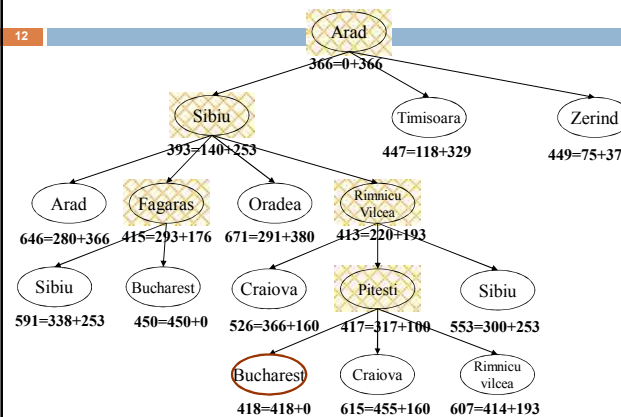 12
Arad
366=0+366
Sibiu
Timisoara
Zerind
393=140+253
447=118+329
449=75+37
Arad
Fagaras
Oradea
Rimnicu
Vilcea
646=280+366
415=293+176
671=291+380
413=220+193
Sibiu
Bucharest
Craiova
Pitesti
Sibiu
591=338+253
450=450+0
526=366+160
417=317+100
553=300+253
Bucharest
Craiova
Rimnicu
vilcea
418=418+0
615=455+160
607=414+193